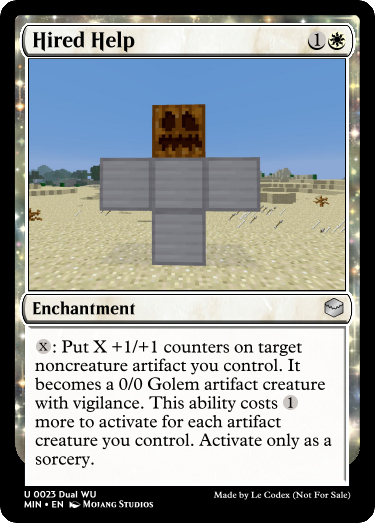 Hired Help 1
Enchantment
X: Put X +1/+1 counters on target
noncreature artifact you control. It
becomes a 0/0 Golem artifact creature
with vigilance. This ability costs 1
more to activate for each artifact
creature you control. Activate only as a
sorcery.
U 0023 Dual WU
MIN • EN Mojang Studios
Made by Le Codex (Not For Sale)